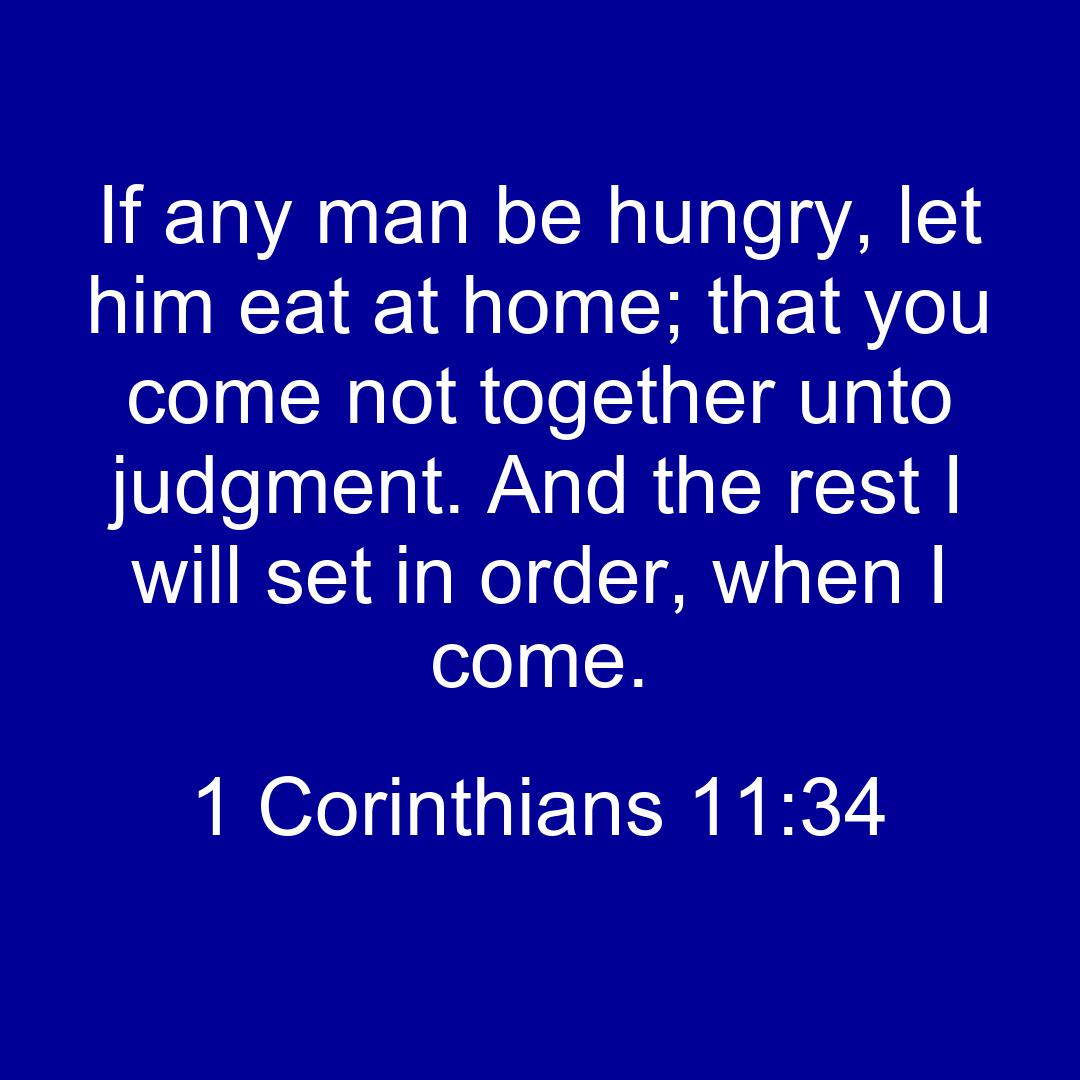 If any man be hungry, let
him eat at home; that you
come not together unto
judgment. And the rest I
will set in order, when I
come.
1 Corinthians 11:34